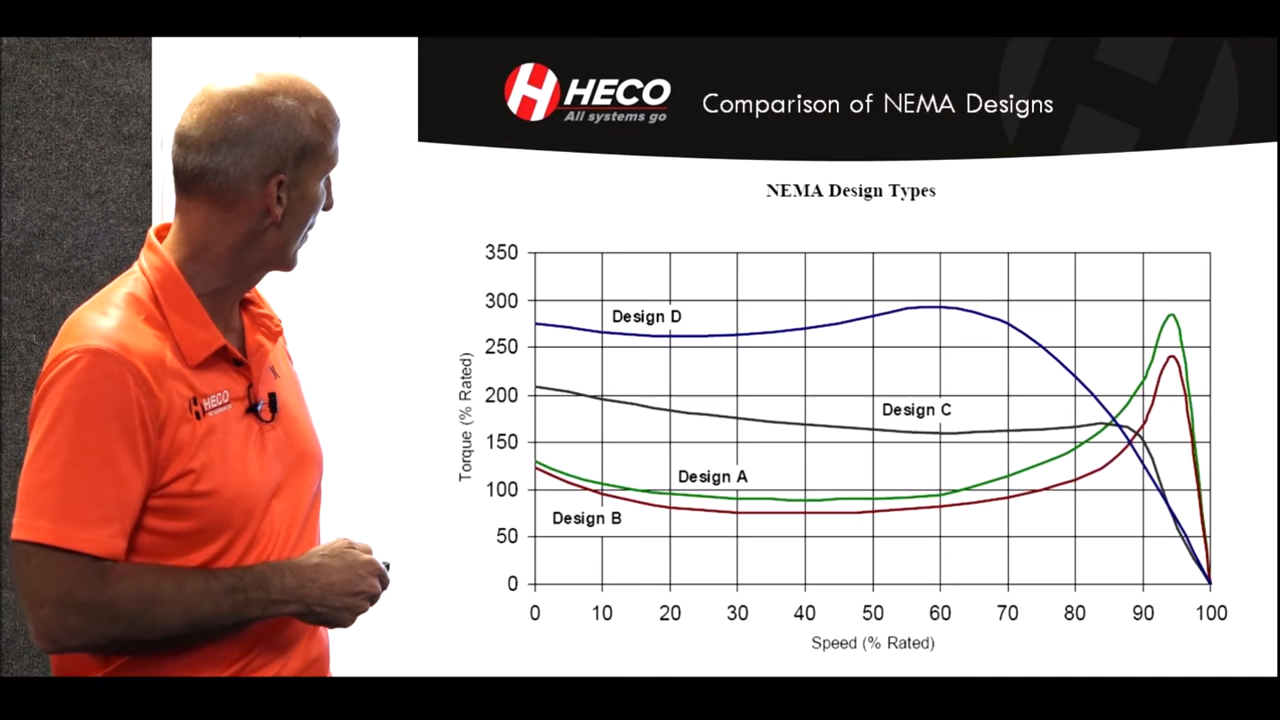 HECO
All systems go
Comparison of NEMA Designs
NEMA Design Types
350
300
250
200
150
100
50
0
Torque (% Rated)
Design D
Design C
Design A
Design B
0 10 20 30 40 50 60 70 80 90 100
Speed (% Rated)
HECO